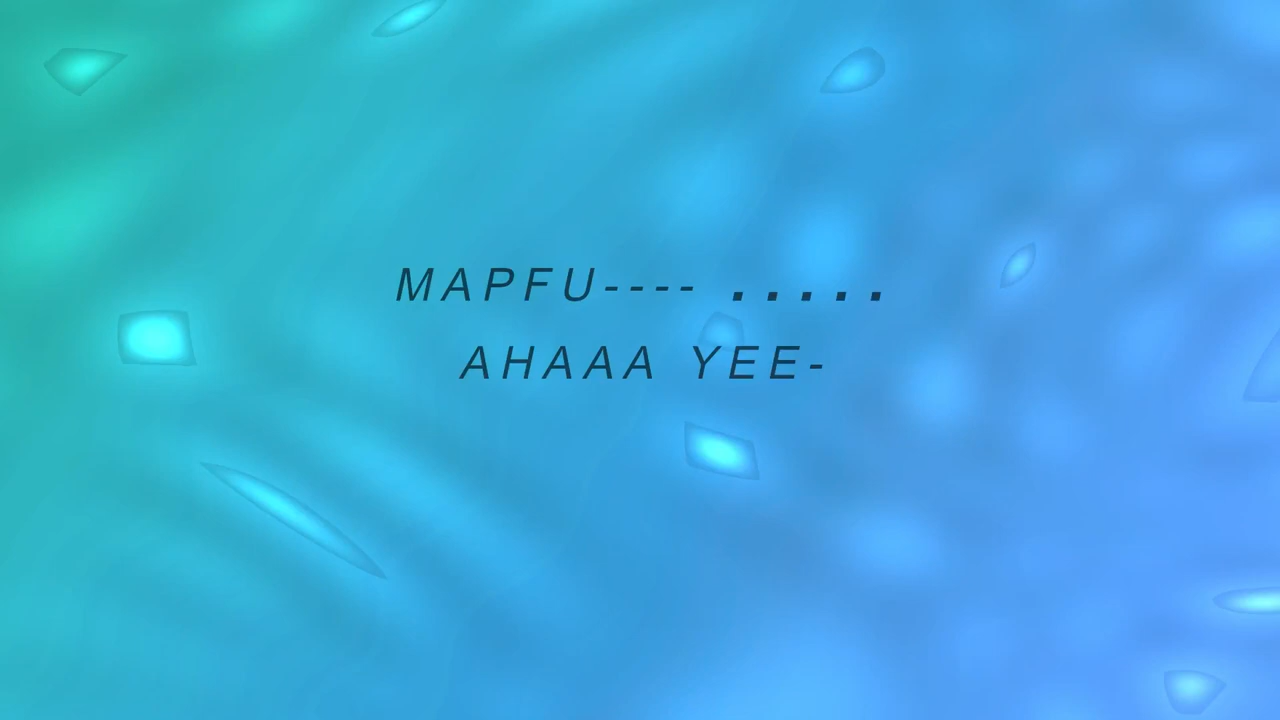 MAPFU---- .....
AHAAA YEE-